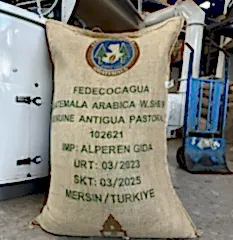 FEDECOCAGUA
GUATEMALA ARABICA W.SHB/W
GENUINE ANTIGUA PASTORAL
102621
IMP: ALPEREN GIDA
URT: 03/2023
SKT: 03/2025
MERSIN/TURKIYE